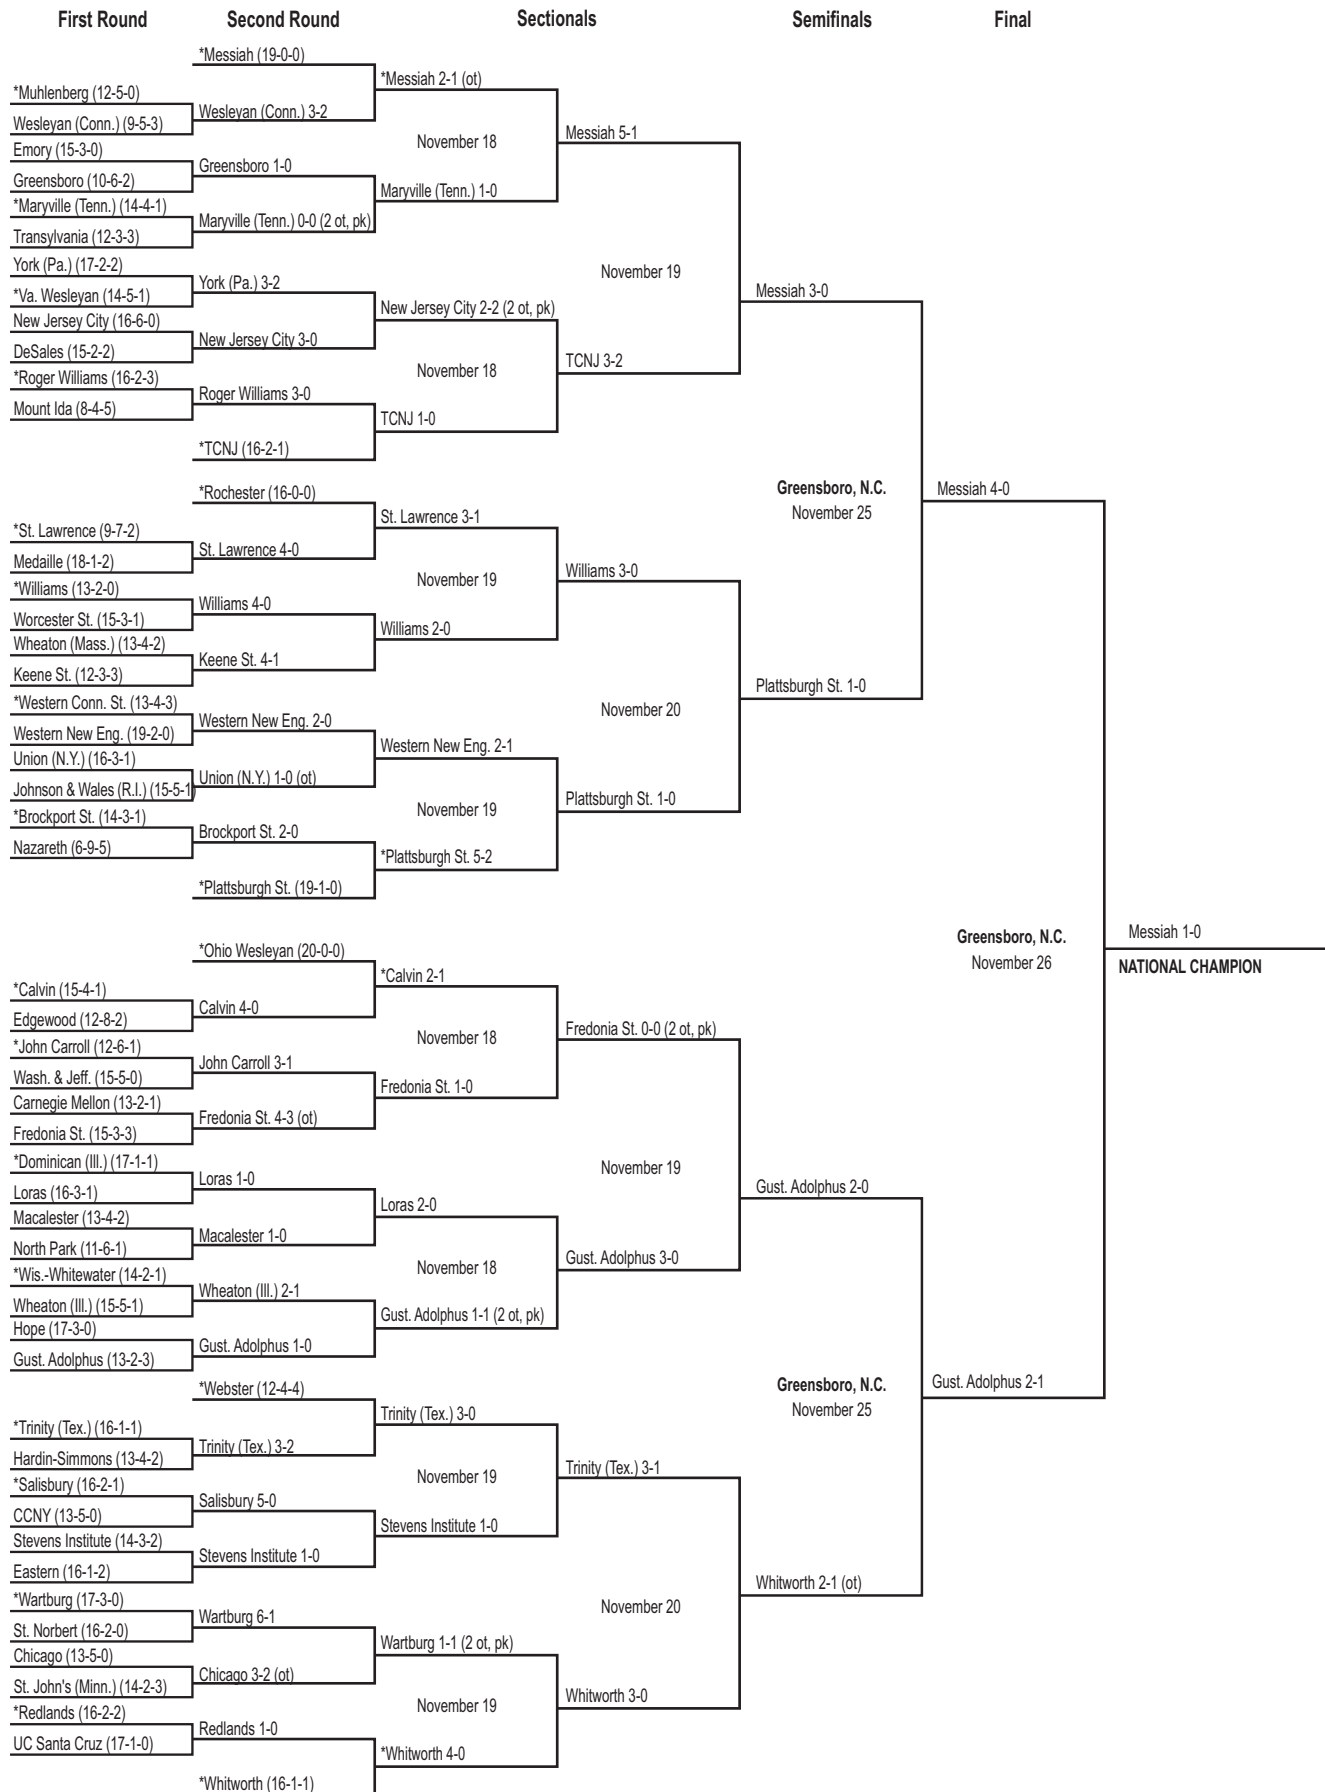 First Round
Second Round
Sectionals
Semifinals
Final
*Messiah (19-0-0)
*Messiah 2-1 (ot)
*Muhlenberg (12-5-0)
Wesleyan (Conn.) 3-2
Wesleyan (Conn.) (9-5-3)
November 18
Messiah 5-1
Emory (15-3-0)
Greensboro 1-0
Greensboro (10-6-2)
Maryville (Tenn.) 1-0
*Maryville (Tenn.) (14-4-1)
Maryville (Tenn.) 0-0 (2 ot, pk)
Transylvania (12-3-3)
York (Pa.) (17-2-2)
November 19
York (Pa.) 3-2
Messiah 3-0
*Va. Wesleyan (14-5-1)
New Jersey City 2-2 (2 ot, pk)
New Jersey City (16-6-0)
New Jersey City 3-0
DeSales (15-2-2)
TCNJ 3-2
November 18
*Roger Williams (16-2-3)
Roger Williams 3-0
Mount Ida (8-4-5)
TCNJ 1-0
*TCNJ (16-2-1)
*Rochester (16-0-0)
Greensboro, N.C.
November 25
Messiah 4-0
St. Lawrence 3-1
*St. Lawrence (9-7-2)
St. Lawrence 4-0
Medaille (18-1-2)
Williams 3-0
November 19
*Williams (13-2-0)
Williams 4-0
Worcester St. (15-3-1)
Williams 2-0
Wheaton (Mass.) (13-4-2)
Keene St. 4-1
Keene St. (12-3-3)
Plattsburgh St. 1-0
*Western Conn. St. (13-4-3)
November 20
Western New Eng. 2-0
Western New Eng. (19-2-0)
Western New Eng. 2-1
Union (N.Y.) (16-3-1)
Union (N.Y.) 1-0 (ot)
Johnson & Wales (R.I.) (15-5-1)
Plattsburgh St. 1-0
November 19
*Brockport St. (14-3-1)
Brockport St. 2-0
Nazareth (6-9-5)
*Plattsburgh St. 5-2
*Plattsburgh St. (19-1-0)
Greensboro, N.C.
November 26
Messiah 1-0
NATIONAL CHAMPION
*Ohio Wesleyan (20-0-0)
*Calvin 2-1
*Calvin (15-4-1)
Calvin 4-0
Edgewood (12-8-2)
November 18
Fredonia St. 0-0 (2 ot, pk)
*John Carroll (12-6-1)
John Carroll 3-1
Wash. & Jeff. (15-5-0)
Fredonia St. 1-0
Carnegie Mellon (13-2-1)
Fredonia St. 4-3 (ot)
Fredonia St. (15-3-3)
*Dominican (Ill.) (17-1-1)
November 19
Loras 1-0
Gust. Adolphus 2-0
Loras (16-3-1)
Loras 2-0
Macalester (13-4-2)
Macalester 1-0
North Park (11-6-1)
Gust. Adolphus 3-0
November 18
*Wis.-Whitewater (14-2-1)
Wheaton (Ill.) 2-1
Wheaton (Ill.) (15-5-1)
Gust. Adolphus 1-1 (2 ot, pk)
Hope (17-3-0)
Gust. Adolphus 1-0
Gust. Adolphus (13-2-3)
*Webster (12-4-4)
Greensboro, N.C.
November 25
Gust. Adolphus 2-1
Trinity (Tex.) 3-0
*Trinity (Tex.) (16-1-1)
Trinity (Tex.) 3-2
Hardin-Simmons (13-4-2)
Trinity (Tex.) 3-1
November 19
*Salisbury (16-2-1)
Salisbury 5-0
CCNY (13-5-0)
Stevens Institute 1-0
Stevens Institute (14-3-2)
Stevens Institute 1-0
Eastern (16-1-2)
Whitworth 2-1 (ot)
*Wartburg (17-3-0)
November 20
Wartburg 6-1
St. Norbert (16-2-0)
Wartburg 1-1 (2 ot, pk)
Chicago (13-5-0)
Chicago 3-2 (ot)
St. John's (Minn.) (14-2-3)
Whitworth 3-0
November 19
*Redlands (16-2-2)
Redlands 1-0
UC Santa Cruz (17-1-0)
*Whitworth 4-0
*Whitworth (16-1-1)